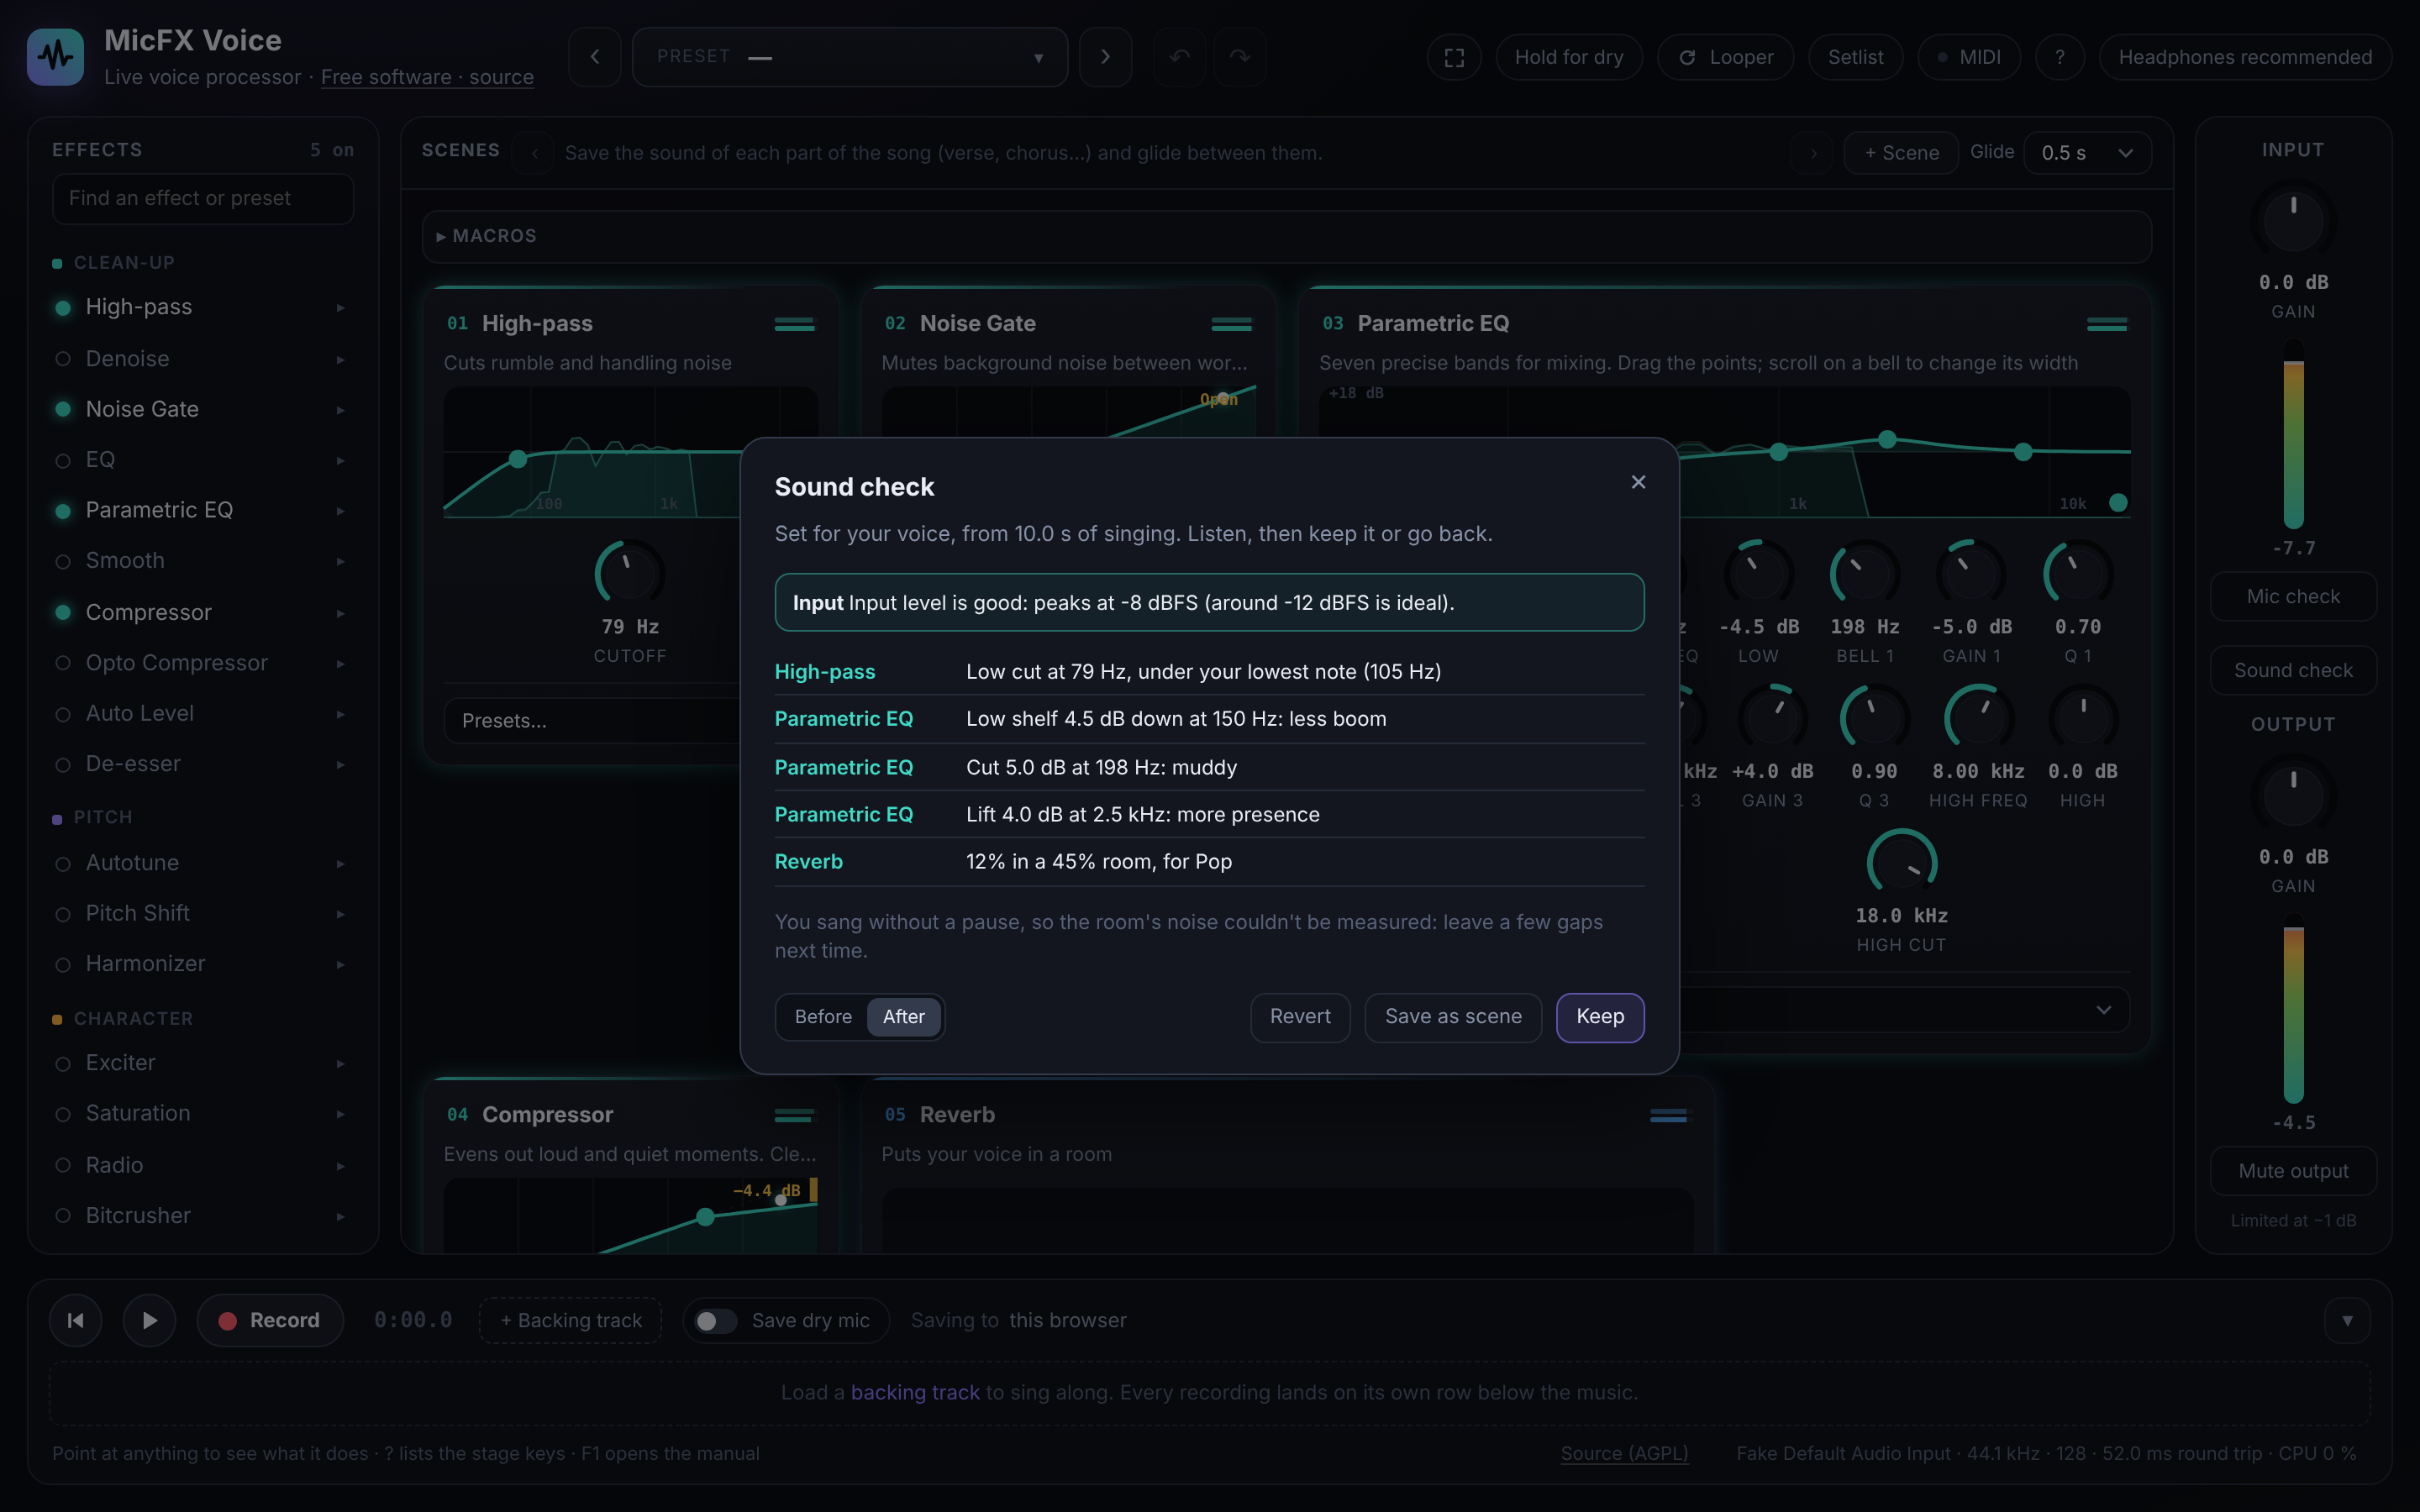 MicFX Voice
Live voice processor · Free software · source
PRESET —
Hold for dry
Looper
Setlist
MIDI
?
Headphones recommended
EFFECTS 5 on
Find an effect or preset
CLEAN-UP
High-pass
Denoise
Noise Gate
EQ
Parametric EQ
Smooth
Compressor
Opto Compressor
Auto Level
De-esser
PITCH
Autotune
Pitch Shift
Harmonizer
CHARACTER
Exciter
Saturation
Radio
Bitcrusher
SCENES Save the sound of each part of the song (verse, chorus...) and glide between them.
+ Scene Glide 0.5 s
MACROS
01 High-pass
Cuts rumble and handling noise
100 1k
79 Hz
CUTOFF
Presets...
02 Noise Gate
Mutes background noise between wor...
Open
03 Parametric EQ
Seven precise bands for mixing. Drag the points; scroll on a bell to change its width
+18 dB
1k 10k
-4.5 dB 198 Hz -5.0 dB 0.70
LOW BELL 1 GAIN 1 Q 1
kHz +4.0 dB 0.90 8.00 kHz 0.0 dB
3 GAIN 3 Q 3 HIGH FREQ HIGH
18.0 kHz
HIGH CUT
Sound check
Set for your voice, from 10.0 s of singing. Listen, then keep it or go back.
Input Input level is good: peaks at -8 dBFS (around -12 dBFS is ideal).
High-pass Low cut at 79 Hz, under your lowest note (105 Hz)
Parametric EQ Low shelf 4.5 dB down at 150 Hz: less boom
Parametric EQ Cut 5.0 dB at 198 Hz: muddy
Parametric EQ Lift 4.0 dB at 2.5 kHz: more presence
Reverb 12% in a 45% room, for Pop
You sang without a pause, so the room's noise couldn't be measured: leave a few gaps
next time.
Before After Revert Save as scene Keep
04 Compressor
Evens out loud and quiet moments. Cle...
−4.4 dB
05 Reverb
Puts your voice in a room
INPUT
0.0 dB
GAIN
-7.7
Mic check
Sound check
OUTPUT
0.0 dB
GAIN
-4.5
Mute output
Limited at −1 dB
Record 0:00.0 + Backing track Save dry mic Saving to this browser
Load a backing track to sing along. Every recording lands on its own row below the music.
Point at anything to see what it does · ? lists the stage keys · F1 opens the manual
Source (AGPL) Fake Default Audio Input · 44.1 kHz · 128 · 52.0 ms round trip · CPU 0 %